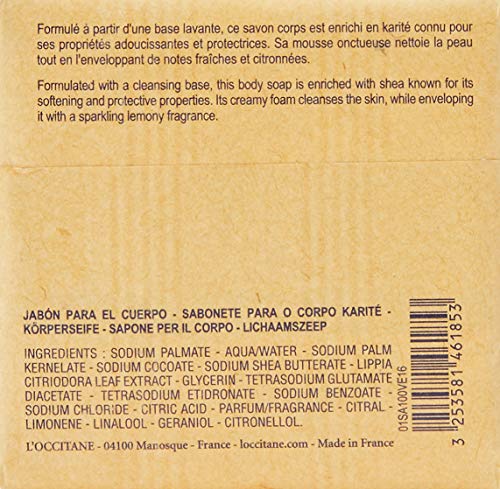 Formulé à partir d'une base lavante, ce savon corps est enrichi en karité connu pour
ses propriétés adoucissantes et protectrices. Sa mousse onctueuse nettoie la peau
tout en l'enveloppant de notes fraîches et citronnées.
Formulated with a cleansing base, this body soap is enriched with shea known for its
softening and protective properties. Its creamy foam cleanses the skin, while enveloping
it with a sparkling lemony fragrance.
JABÓN PARA EL CUERPO - SABONETE PARA O CORPO KARITÉ -
KÖRPERSEIFE - SAPONE PER IL CORPO - LICHAAMSZEEP
INGREDIENTS : SODIUM PALMATE - AQUA/WATER - SODIUM PALM
KERNELATE - SODIUM COCOATE - SODIUM SHEA BUTTERATE - LIPPIA
CITRIODORA LEAF EXTRACT - GLYCERIN - TETRASODIUM GLUTAMATE
DIACETATE - TETRASODIUM ETIDRONATE - SODIUM BENZOATE -
SODIUM CHLORIDE - CITRIC ACID - PARFUM/FRAGRANCE - CITRAL -
LIMONENE - LINALOOL - GERANIOL - CITRONELLOL.
L'OCCITANE - 04100 Manosque - France - loccitane.com - Made in France
01SA100VE16
3 253581 461853